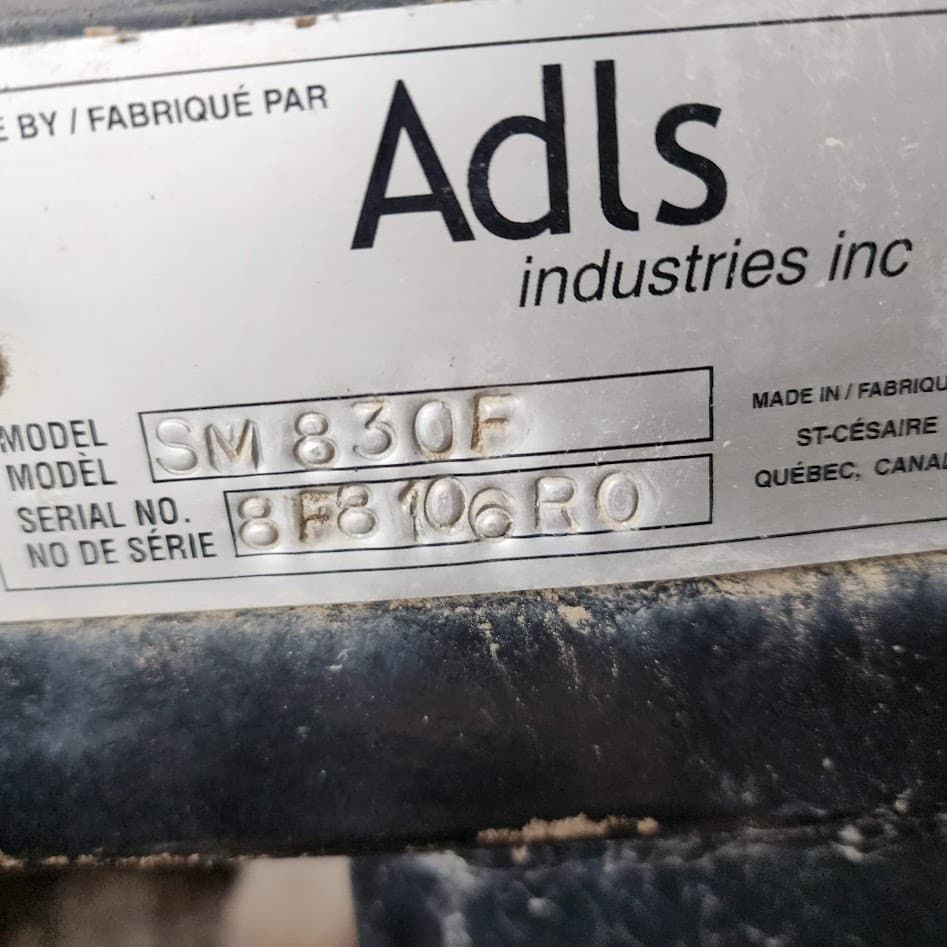 BY / FABRIQUÉ PAR
Adls
industries inc
MODEL
MODÈL
SM 830F
SERIAL NO.
NO DE SÉRIE
8F8106R0
MADE IN / FABRIQU
ST-CÉSAIRE
QUÉBEC, CANA